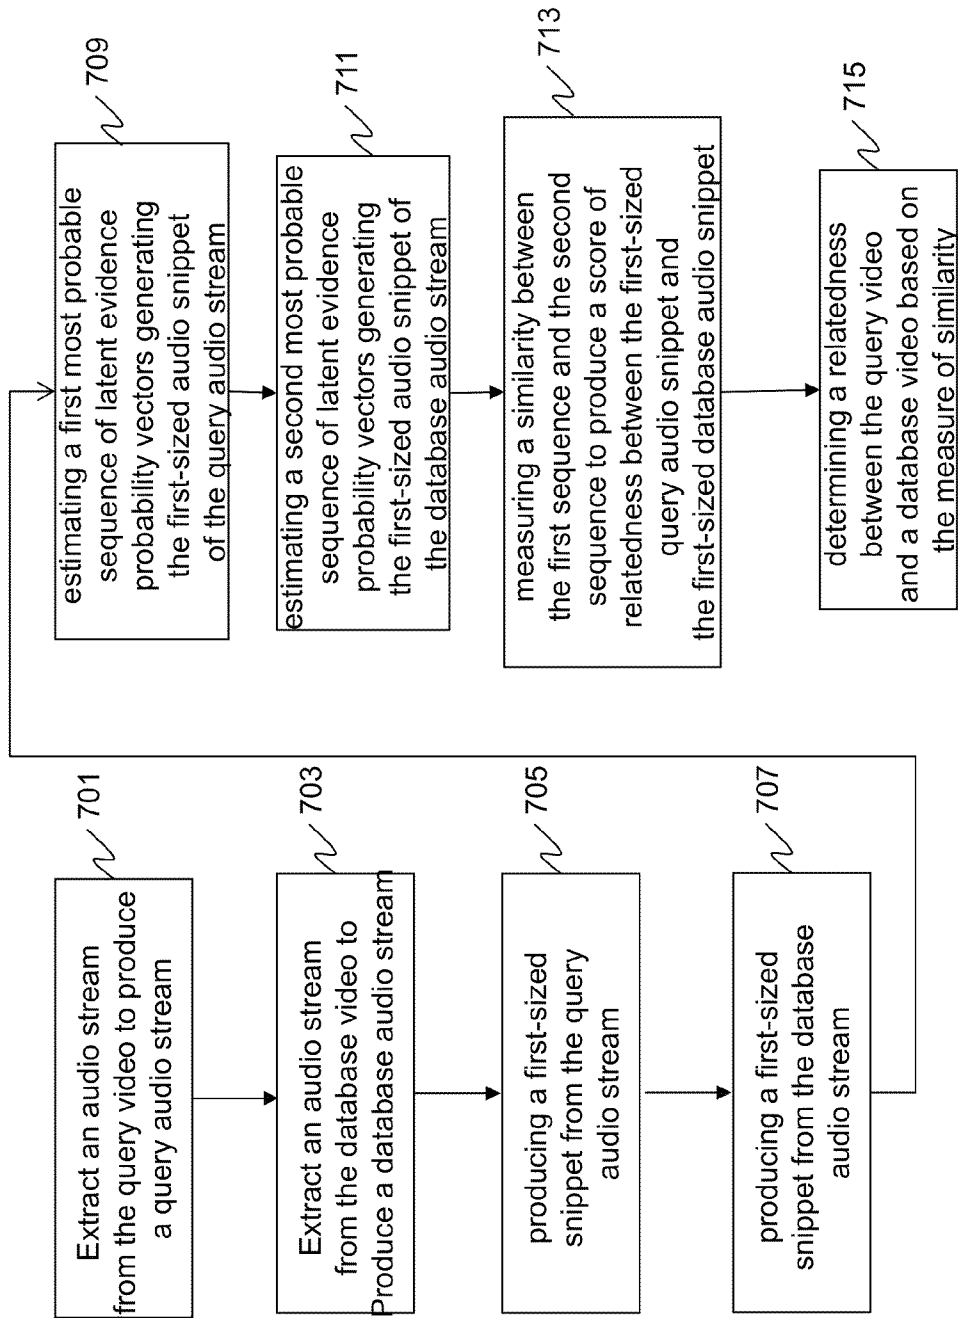 701
Extract an audio stream
from the query video to produce
a query audio stream
703
Extract an audio stream
from the database video to
Produce a database audio stream
705
producing a first-sized
snippet from the query
audio stream
707
producing a first-sized
snippet from the database
audio stream
709
estimating a first most probable
sequence of latent evidence
probability vectors generating
the first-sized audio snippet
of the query audio stream
711
estimating a second most probable
sequence of latent evidence
probability vectors generating
the first-sized audio snippet of
the database audio stream
713
measuring a similarity between
the first sequence and the second
sequence to produce a score of
relatedness between the first-sized
query audio snippet and
the first-sized database audio snippet
715
determining a relatedness
between the query video
and a database video based on
the measure of similarity